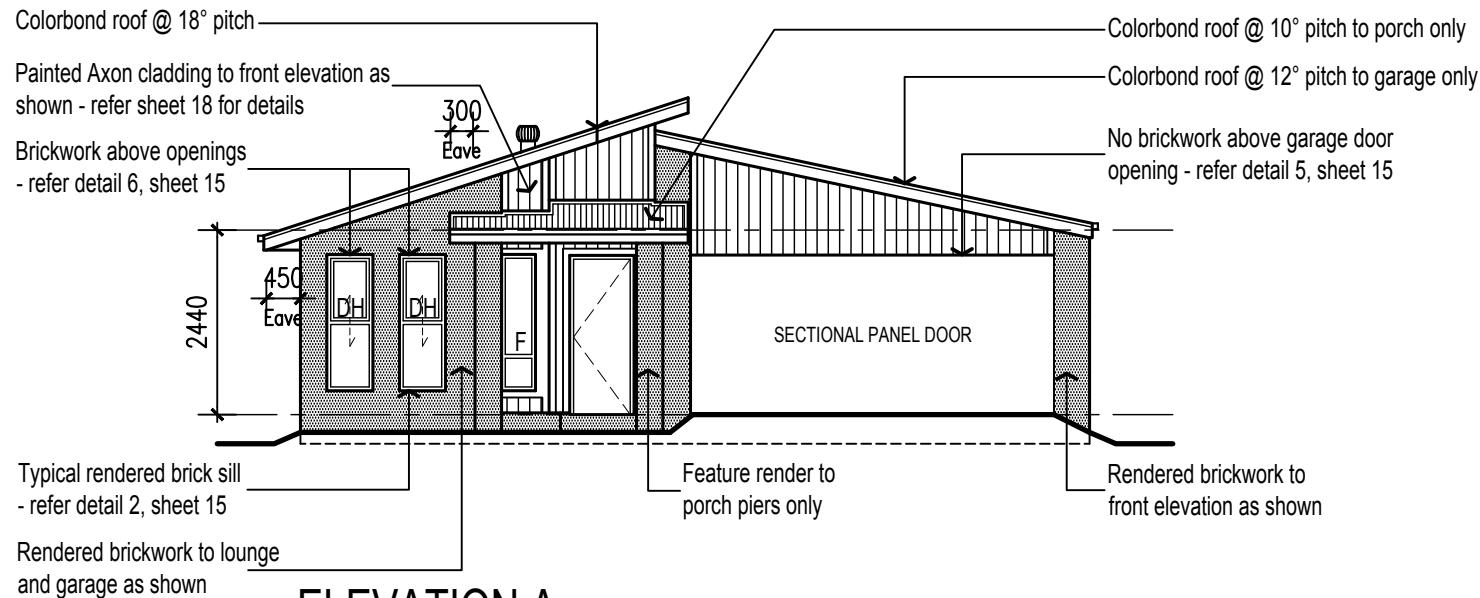 Colorbond roof @ 18° pitch
Painted Axon cladding to front elevation as
shown - refer sheet 18 for details
Brickwork above openings
- refer detail 6, sheet 15
300
Eave
Colorbond roof @ 10° pitch to porch only
Colorbond roof @ 12° pitch to garage only
No brickwork above garage door
opening - refer detail 5, sheet 15
2440
450
Eave
DH
DH
F
SECTIONAL PANEL DOOR
Typical rendered brick sill
- refer detail 2, sheet 15
Rendered brickwork to lounge
and garage as shown
Feature render to
porch piers only
Rendered brickwork to
front elevation as shown
ELEVATION A